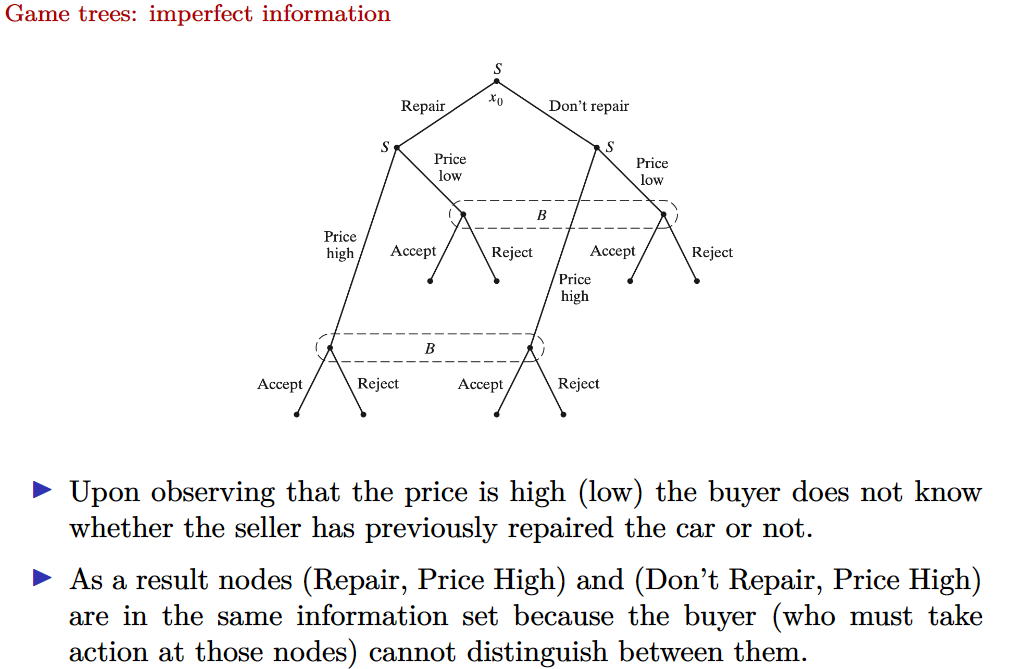 Game trees: imperfect information
S
x0
Repair
Don't repair
S
S
Price
low
Price
low
B
Price
high
Accept
Reject
Accept
Reject
Price
high
B
Accept
Reject
Accept
Reject
Upon observing that the price is high (low) the buyer does not know
whether the seller has previously repaired the car or not.
As a result nodes (Repair, Price High) and (Don't Repair, Price High)
are in the same information set because the buyer (who must take
action at those nodes) cannot distinguish between them.